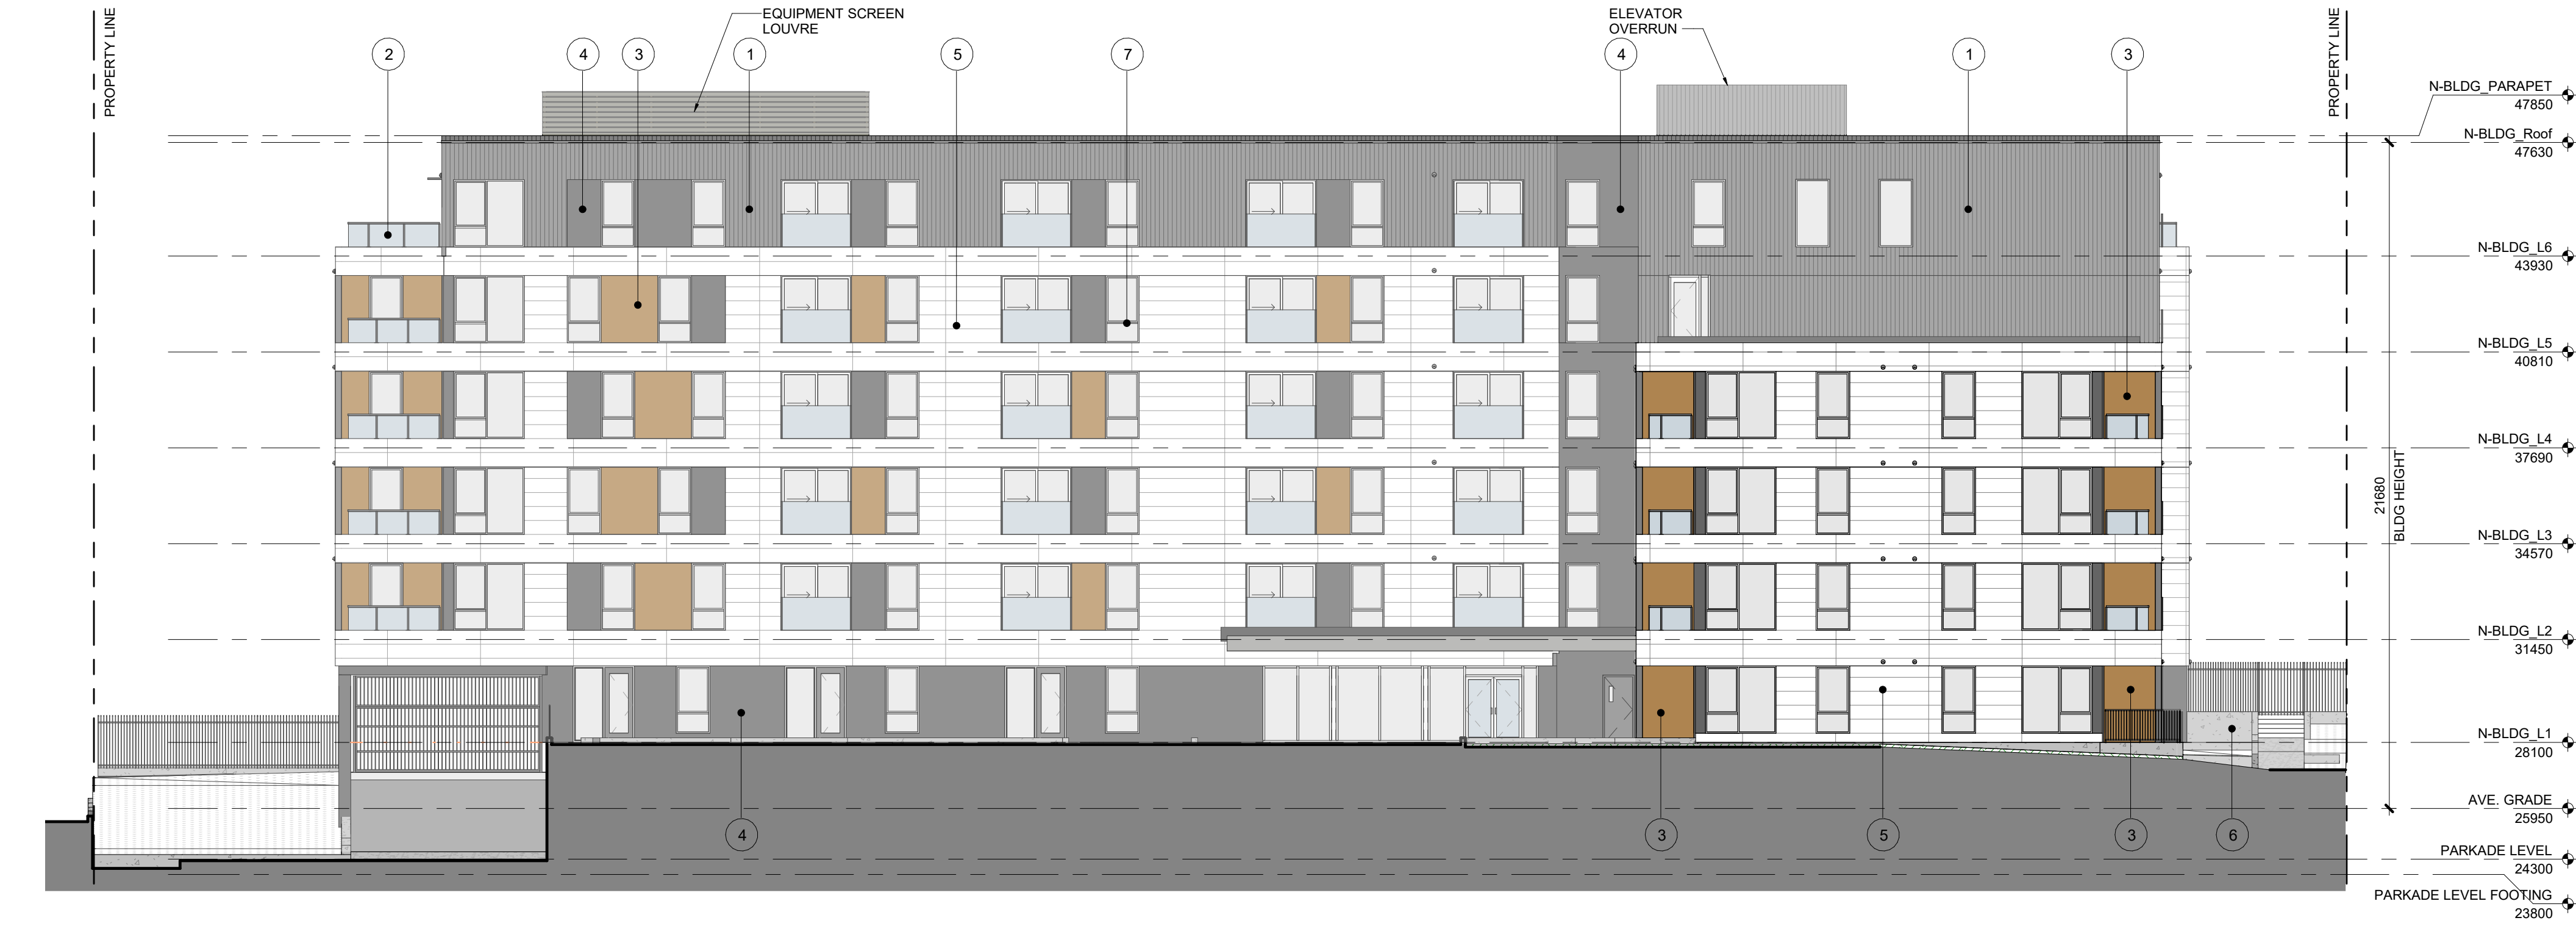 PROPERTY LINE
EQUIPMENT SCREEN
LOUVRE
ELEVATOR
OVERRUN
PROPERTY LINE
2
4
3
1
5
7
4
1
3
N-BLDG_PARAPET
47850
N-BLDG_Roof
47630
N-BLDG_L6
43930
N-BLDG_L5
40810
N-BLDG_L4
37690
21680
BLDG HEIGHT
N-BLDG_L3
34570
N-BLDG_L2
31450
N-BLDG_L1
28100
AVE. GRADE
25950
4
3
5
3
6
PARKADE LEVEL
24300
PARKADE LEVEL FOOTING
23800